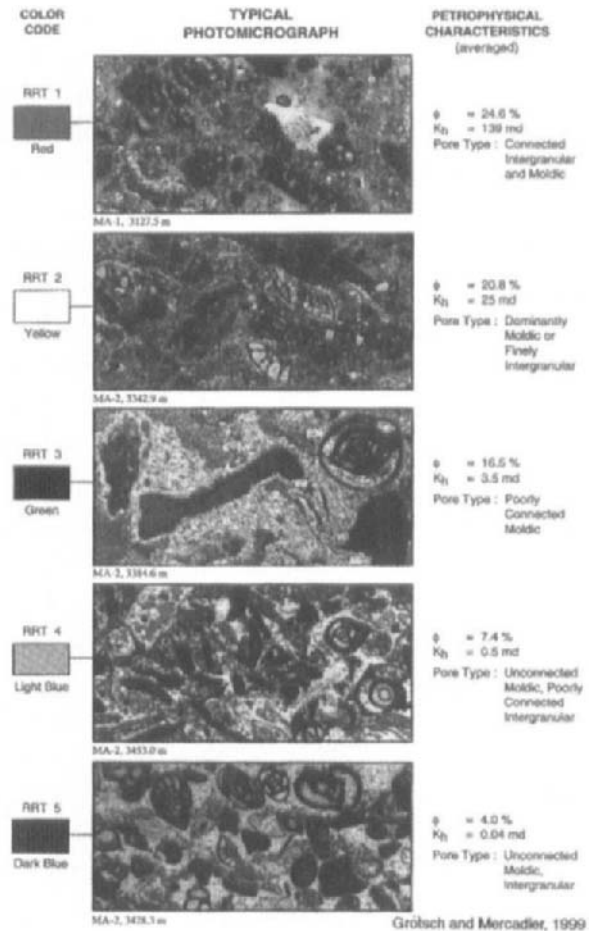 COLOR
CODE
TYPICAL
PHOTOMICROGRAPH
PETROPHYSICAL
CHARACTERISTICS
(averaged)
RRT 1
Red
MA-1, 3127.5 m
ϕ = 24.6 %
Kh = 139 md
Pore Type : Connected
Intergranular
and Moldic
RRT 2
Yellow
MA-2, 3342.9 m
ϕ = 20.8 %
Kh = 25 md
Pore Type : Dominantly
Moldic or
Finely
Intergranular
RRT 3
Green
MA-2, 3384.6 m
ϕ = 16.5 %
Kh = 3.5 md
Pore Type : Poorly
Connected
Moldic
RRT 4
Light Blue
MA-2, 3453.0 m
ϕ = 7.4 %
Kh = 0.5 md
Pore Type : Unconnected
Moldic, Poorly
Connected
Intergranular
RRT 5
Dark Blue
MA-2, 3428.3 m
ϕ = 4.0 %
Kh = 0.04 md
Pore Type : Unconnected
Moldic,
Intergranular
Grötsch and Mercadier, 1999